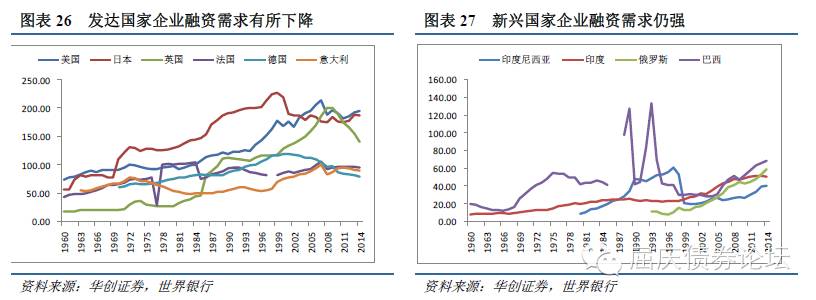 图表 26 发达国家企业融资需求有所下降
美国 日本 英国 法国 德国 意大利
250.00
200.00
150.00
100.00
50.00
0.00
1960 1963 1966 1969 1972 1975 1978 1981 1984 1987 1990 1993 1996 1999 2002 2005 2008 2011 2014
资料来源：华创证券，世界银行
图表 27 新兴国家企业融资需求仍强
印度尼西亚 印度 俄罗斯 巴西
160.00
140.00
120.00
100.00
80.00
60.00
40.00
20.00
0.00
1960 1963 1966 1969 1972 1975 1978 1981 1984 1987 1990 1993 1996 1999 2002 2005 2008 2011 2014
资料来源：华创证券，世界银行
屈庆债券论坛